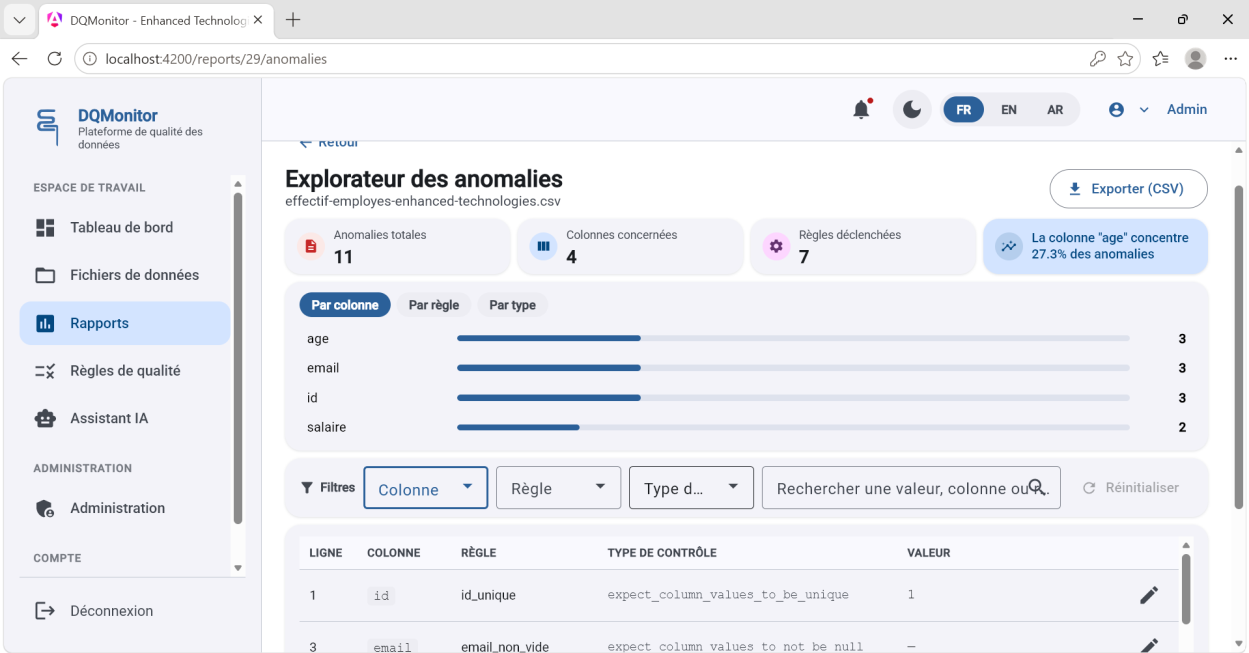 DQMonitor - Enhanced Technolog
localhost:4200/reports/29/anomalies
DQMonitor
Plateforme de qualité des
données
FR EN AR Admin
ESPACE DE TRAVAIL
Tableau de bord
Fichiers de données
Rapports
Règles de qualité
Assistant IA
ADMINISTRATION
Administration
COMPTE
Déconnexion
Retour
Explorateur des anomalies
effectif-employes-enhanced-technologies.csv
Exporter (CSV)
Anomalies totales
11
Colonnes concernées
4
Règles déclenchées
7
La colonne "age" concentre
27.3% des anomalies
Par colonne Par règle Par type
age 3
email 3
id 3
salaire 2
Filtres Colonne Règle Type d... Rechercher une valeur, colonne ou r... Réinitialiser
LIGNE COLONNE RÈGLE TYPE DE CONTRÔLE VALEUR
1 id id_unique expect_column_values_to_be_unique 1
3 email email_non_vide expect_column_values_to_not_be_null —